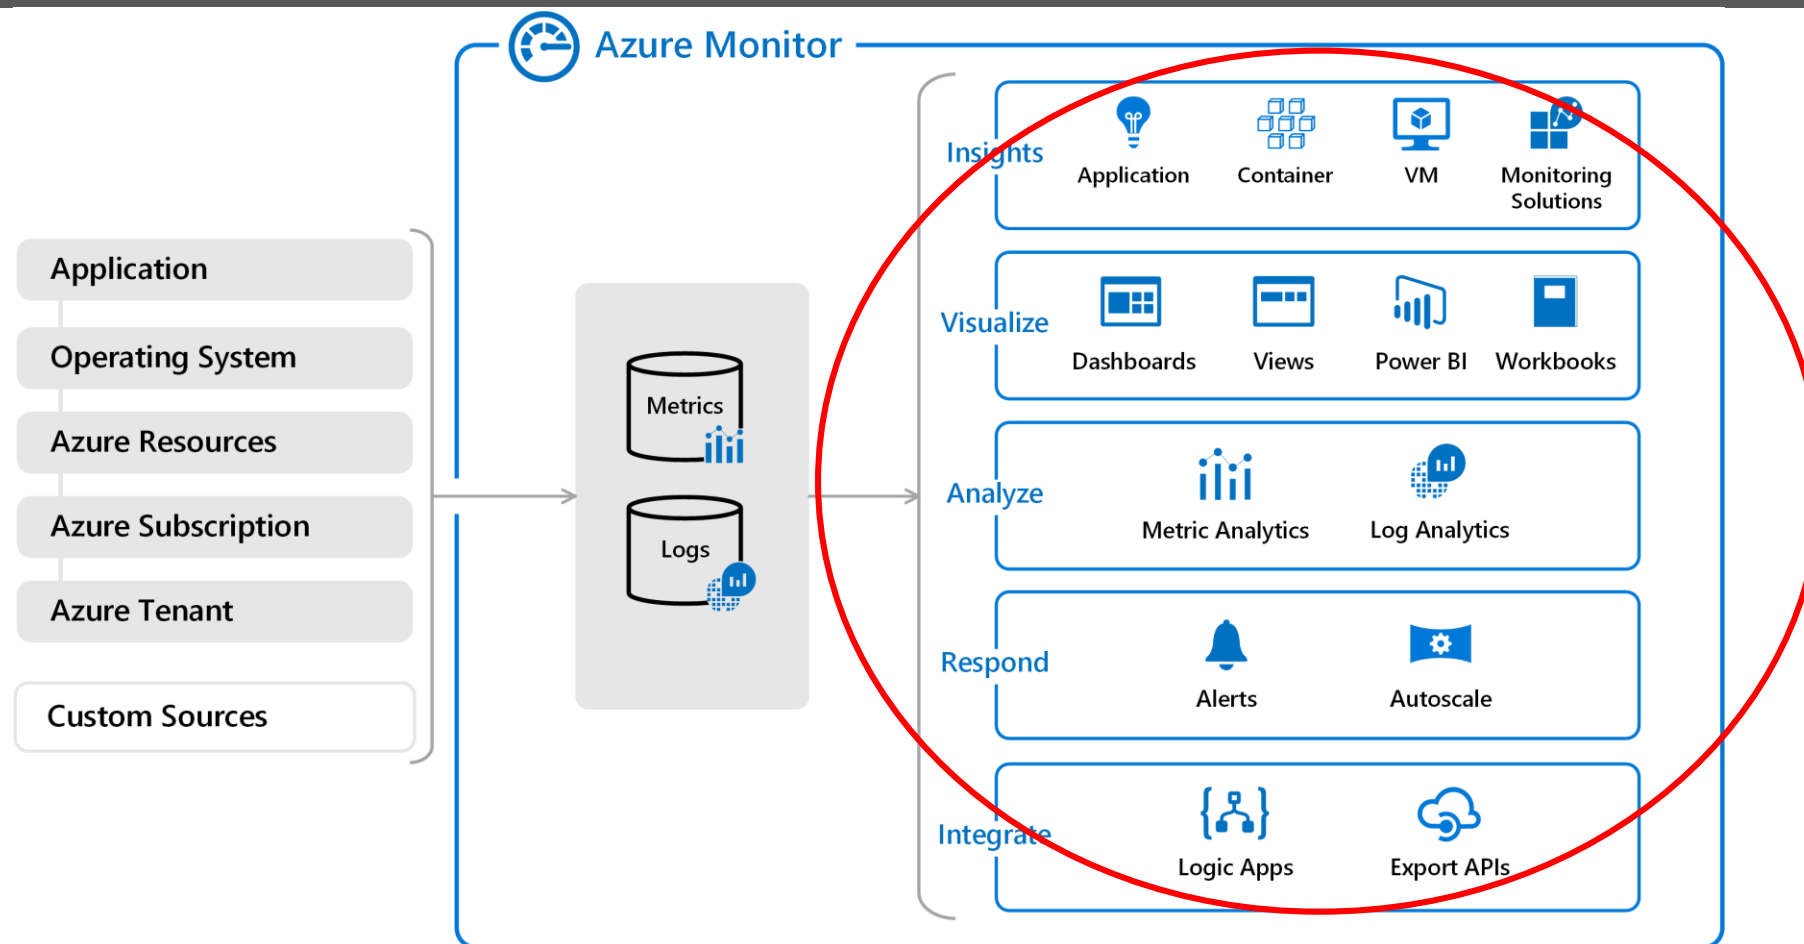 Azure Monitor
Application
Operating System
Azure Resources
Azure Subscription
Azure Tenant
Custom Sources
Metrics
Logs
Insights
Application
Container
VM
Monitoring
Solutions
Visualize
Dashboards
Views
Power BI
Workbooks
Analyze
Metric Analytics
Log Analytics
Respond
Alerts
Autoscale
Integrate
Logic Apps
Export APIs